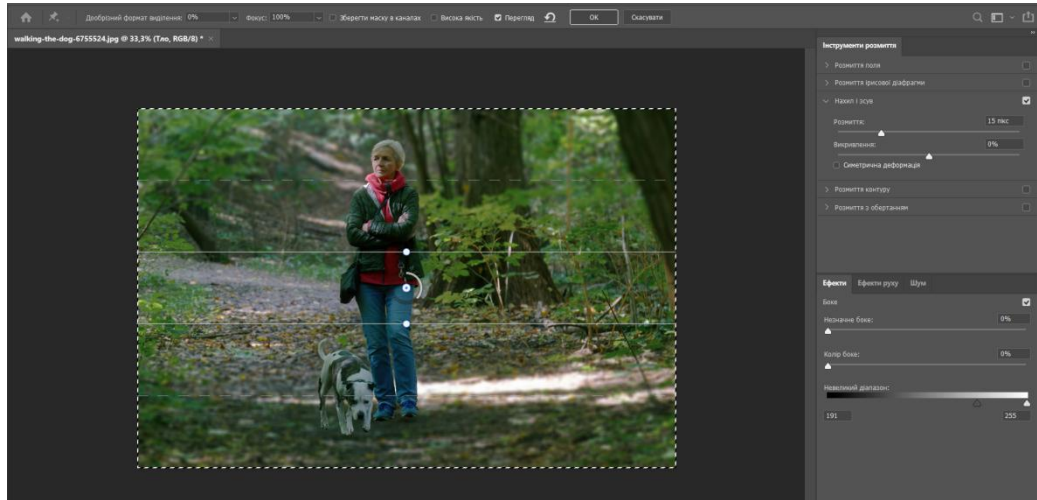 Дообрізний формат виділення: 0% Фокус: 100% Зберегти маску в каналах Висока якість Перегляд ОК Скасувати
walking-the-dog-6755524.jpg @ 33,3% (Тло, RGB/8) * ×
Інструменти розмиття
Розмиття поля
Розмиття ірисової діафрагми
Нахил і зсув
Розмиття: 15 пкс
Викривлення: 0%
Симетрична деформація
Розмиття контуру
Розмиття з обертанням
Ефекти Ефекти руху Шум
Боке
Незначне боке: 0%
Колір боке: 0%
Невеликий діапазон:
191 255